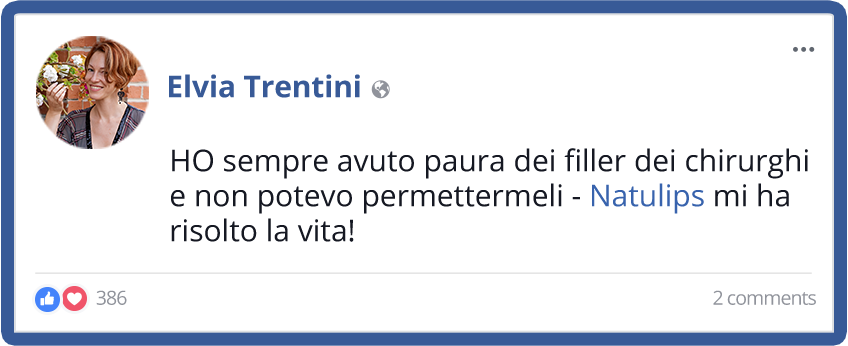 Elvia Trentini
HO sempre avuto paura dei filler dei chirurghi
e non potevo permettermeli - Natulips mi ha
risolto la vita!
386
2 comments